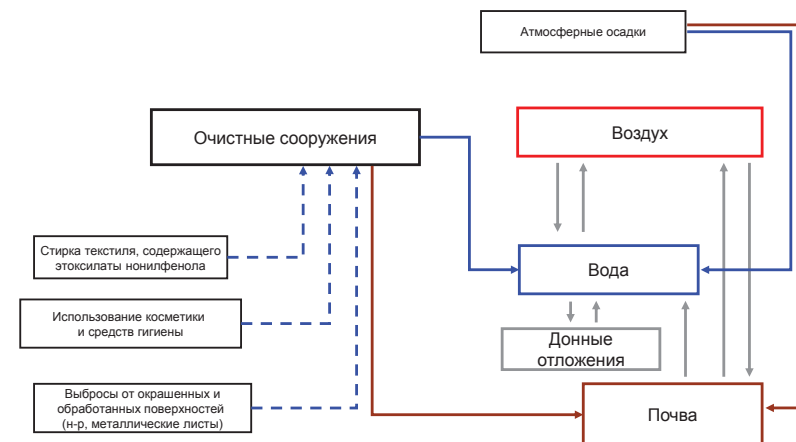 Атмосферные осадки
Очистные сооружения
Воздух
Стирка текстиля, содержащего
этоксилаты нонилфенола
Вода
Использование косметики
и средств гигиены
Донные
отложения
Выбросы от окрашенных и
обработанных поверхностей
(н-р, металлические листы)
Почва